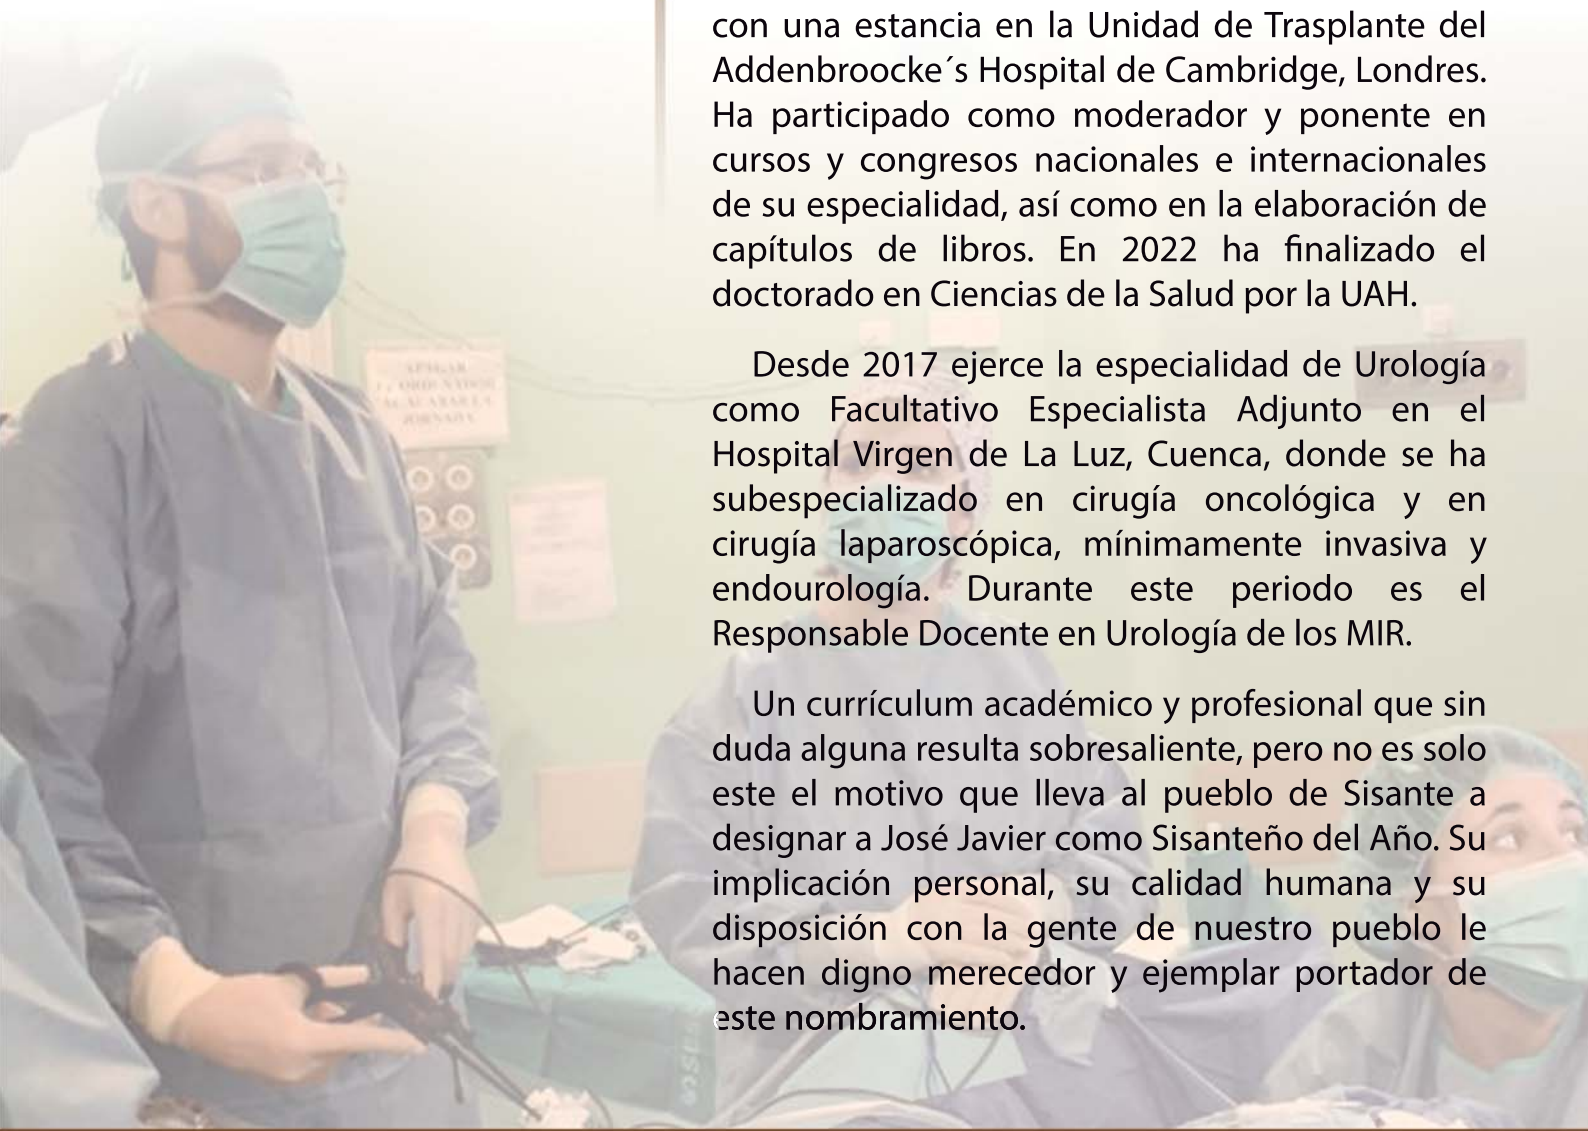 con una estancia en la Unidad de Trasplante del
Addenbroocke´s Hospital de Cambridge, Londres.
Ha participado como moderador y ponente en
cursos y congresos nacionales e internacionales
de su especialidad, así como en la elaboración de
capítulos de libros. En 2022 ha finalizado el
doctorado en Ciencias de la Salud por la UAH.
Desde 2017 ejerce la especialidad de Urología
como Facultativo Especialista Adjunto en el
Hospital Virgen de La Luz, Cuenca, donde se ha
subespecializado en cirugía oncológica y en
cirugía laparoscópica, mínimamente invasiva y
endourología. Durante este periodo es el
Responsable Docente en Urología de los MIR.
Un currículum académico y profesional que sin
duda alguna resulta sobresaliente, pero no es solo
este el motivo que lleva al pueblo de Sisante a
designar a José Javier como Sisanteño del Año. Su
implicación personal, su calidad humana y su
disposición con la gente de nuestro pueblo le
hacen digno merecedor y ejemplar portador de
este nombramiento.
APAGAR
ORDENADOR
ACABAR LA
JORNADA